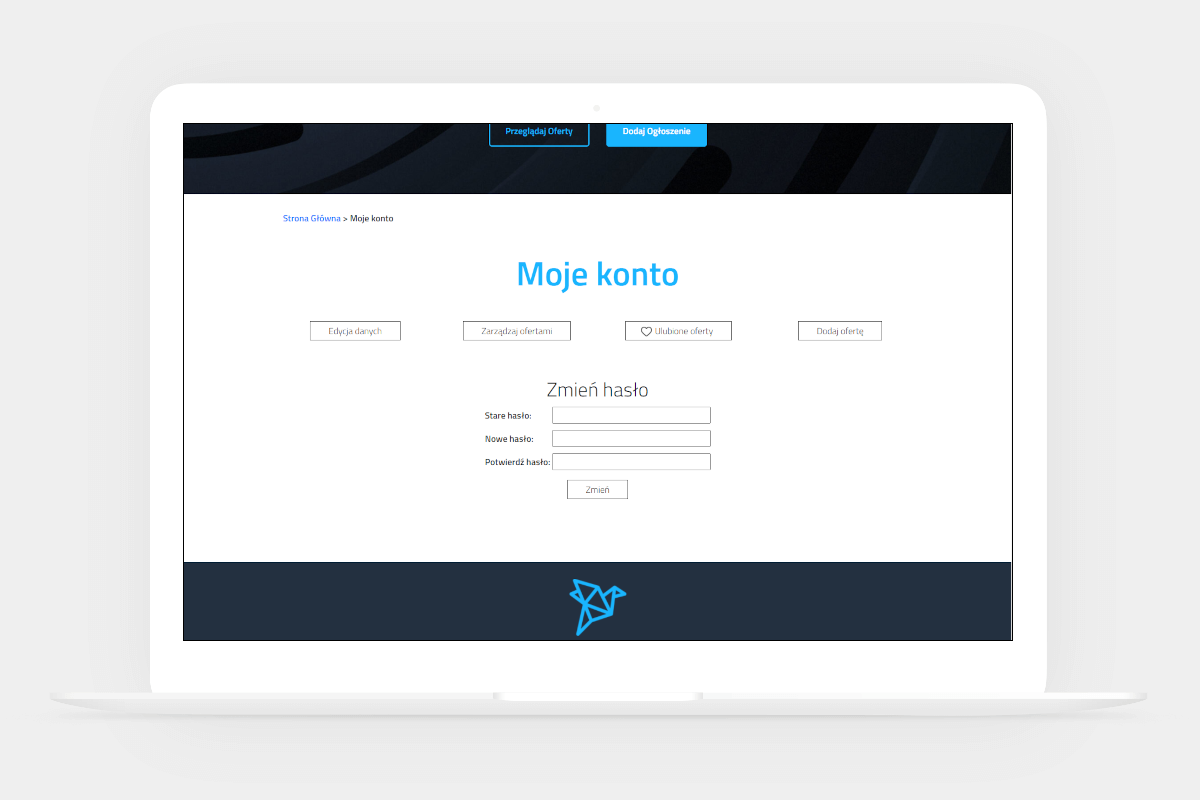 Przeglądaj Oferty
Dodaj Ogłoszenie
Strona Główna > Moje konto
Moje konto
Edycja danych
Zarządzaj ofertami
Ulubione oferty
Dodaj ofertę
Zmień hasło
Stare hasło:
Nowe hasło:
Potwierdź hasło:
Zmień